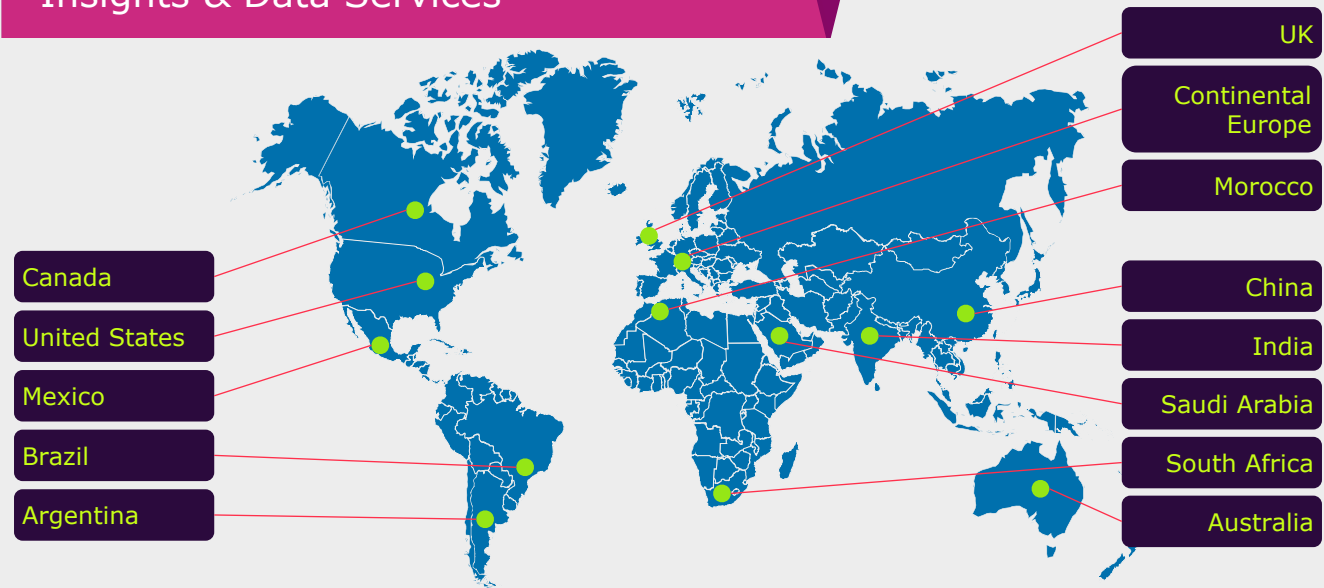 Insights & Data Services
UK
Continental
Europe
Morocco
Canada
United States
Mexico
Brazil
Argentina
China
India
Saudi Arabia
South Africa
Australia